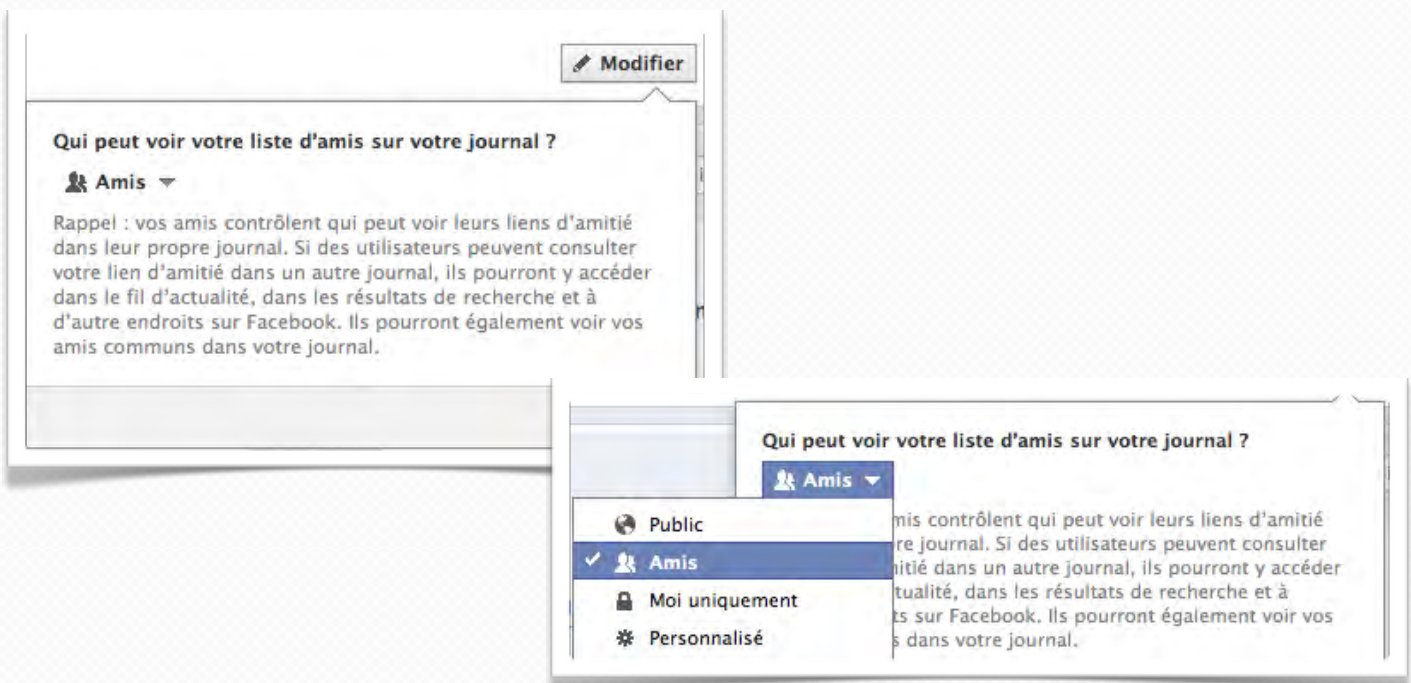 Modifier
Qui peut voir votre liste d'amis sur votre journal ?
Amis
Rappel : vos amis contrôlent qui peut voir leurs liens d'amitié
dans leur propre journal. Si des utilisateurs peuvent consulter
votre lien d'amitié dans un autre journal, ils pourront y accéder
dans le fil d'actualité, dans les résultats de recherche et à
d'autre endroits sur Facebook. Ils pourront également voir vos
amis communs dans votre journal.
Qui peut voir votre liste d'amis sur votre journal ?
Amis
Public
Amis
Moi uniquement
Personnalisé
contrôlent qui peut voir leurs liens d'amitié
journal. Si des utilisateurs peuvent consulter
dans un autre journal, ils pourront y accéder
dans les résultats de recherche et à
sur Facebook. Ils pourront également voir vos
dans votre journal.